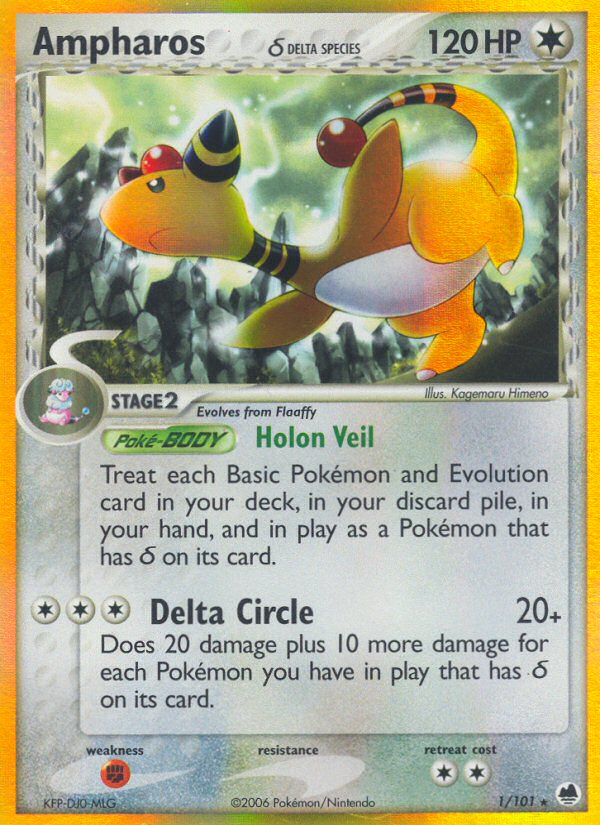 Ampharos δ DELTA SPECIES 120 HP
Illus. Kagemaru Himeno
STAGE 2
Evolves from Flaaffy
Poké-BODY Holon Veil
Treat each Basic Pokémon and Evolution
card in your deck, in your discard pile, in
your hand, and in play as a Pokémon that
has δ on its card.
Delta Circle 20+
Does 20 damage plus 10 more damage for
each Pokémon you have in play that has δ
on its card.
weakness resistance retreat cost
KFP-DJ0-MLG ©2006 Pokémon/Nintendo 1/101 ★